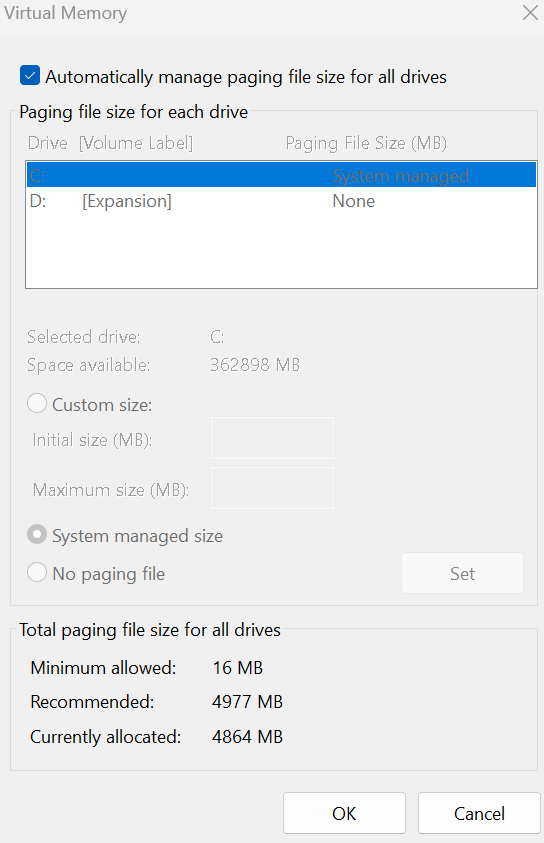 Virtual Memory
Automatically manage paging file size for all drives
Paging file size for each drive
Drive [Volume Label] Paging File Size (MB)
C: System managed
D: [Expansion] None
Selected drive: C:
Space available: 362898 MB
Custom size:
Initial size (MB):
Maximum size (MB):
System managed size
No paging file
Set
Total paging file size for all drives
Minimum allowed: 16 MB
Recommended: 4977 MB
Currently allocated: 4864 MB
OK Cancel